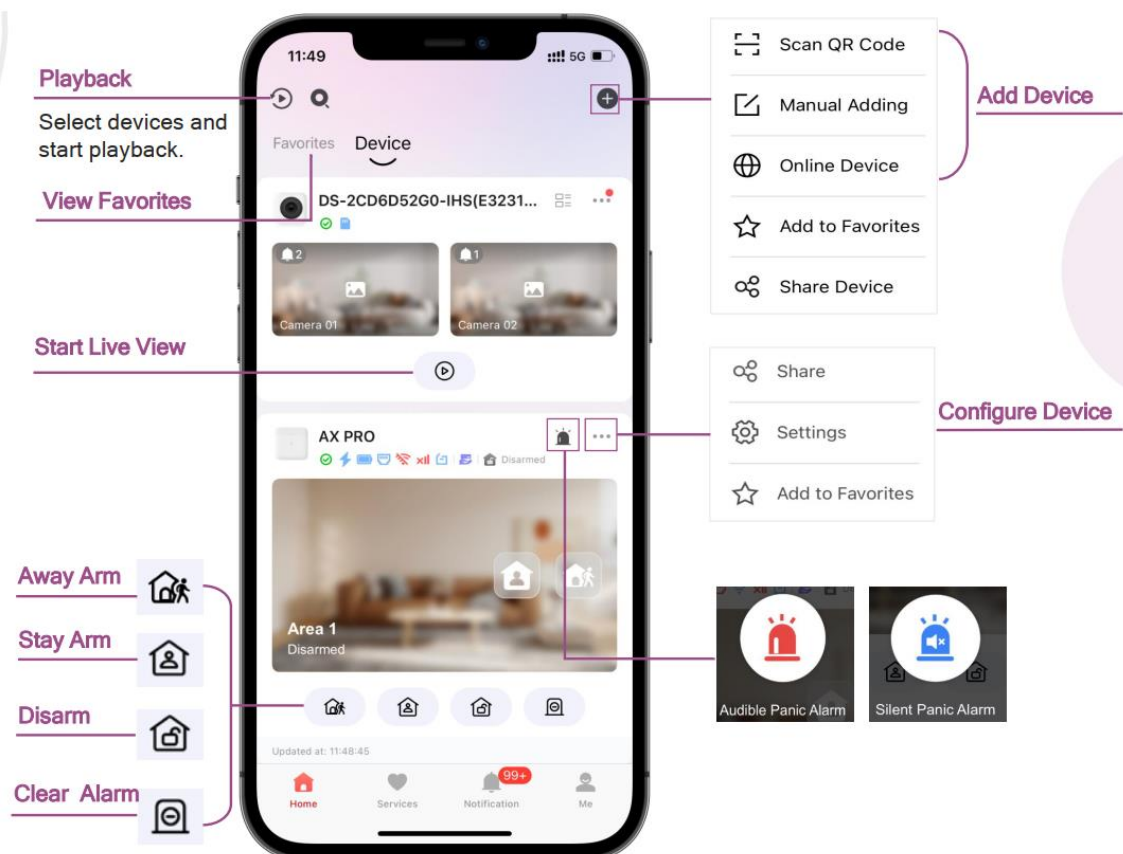 11:49
5G
Playback
Select devices and
start playback.
Favorites
Device
View Favorites
DS-2CD6D52G0-IHS(E3231...
2
1
Camera 01
Camera 02
Start Live View
AX PRO
Disarmed
Area 1
Disarmed
Away Arm
Stay Arm
Disarm
Clear Alarm
Updated at: 11:48:45
99+
Home
Services
Notification
Me
Scan QR Code
Manual Adding
Online Device
Add to Favorites
Share Device
Add Device
Share
Settings
Add to Favorites
Configure Device
Audible Panic Alarm
Silent Panic Alarm